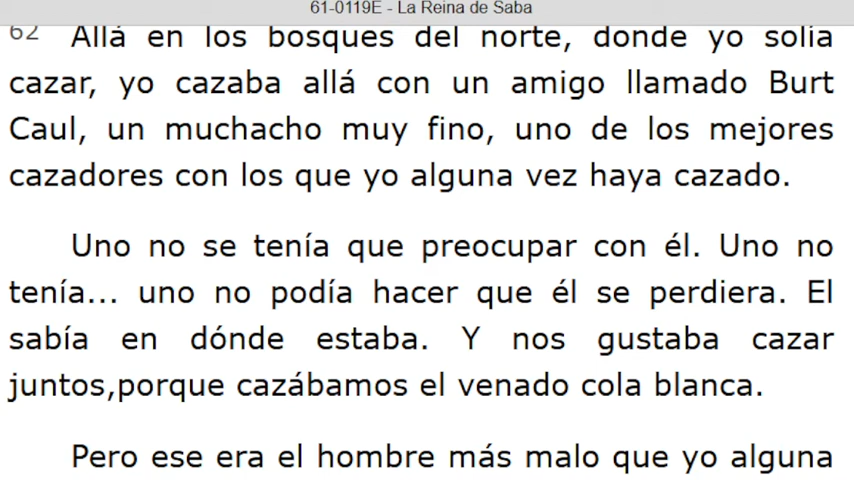 61-0119E - La Reina de Saba
62 Allá en los bosques del norte, donde yo solía
cazar, yo cazaba allá con un amigo llamado Burt
Caul, un muchacho muy fino, uno de los mejores
cazadores con los que yo alguna vez haya cazado.
Uno no se tenía que preocupar con él. Uno no
tenía... uno no podía hacer que él se perdiera. El
sabía en dónde estaba. Y nos gustaba cazar
juntos,porque cazábamos el venado cola blanca.
Pero ese era el hombre más malo que yo alguna